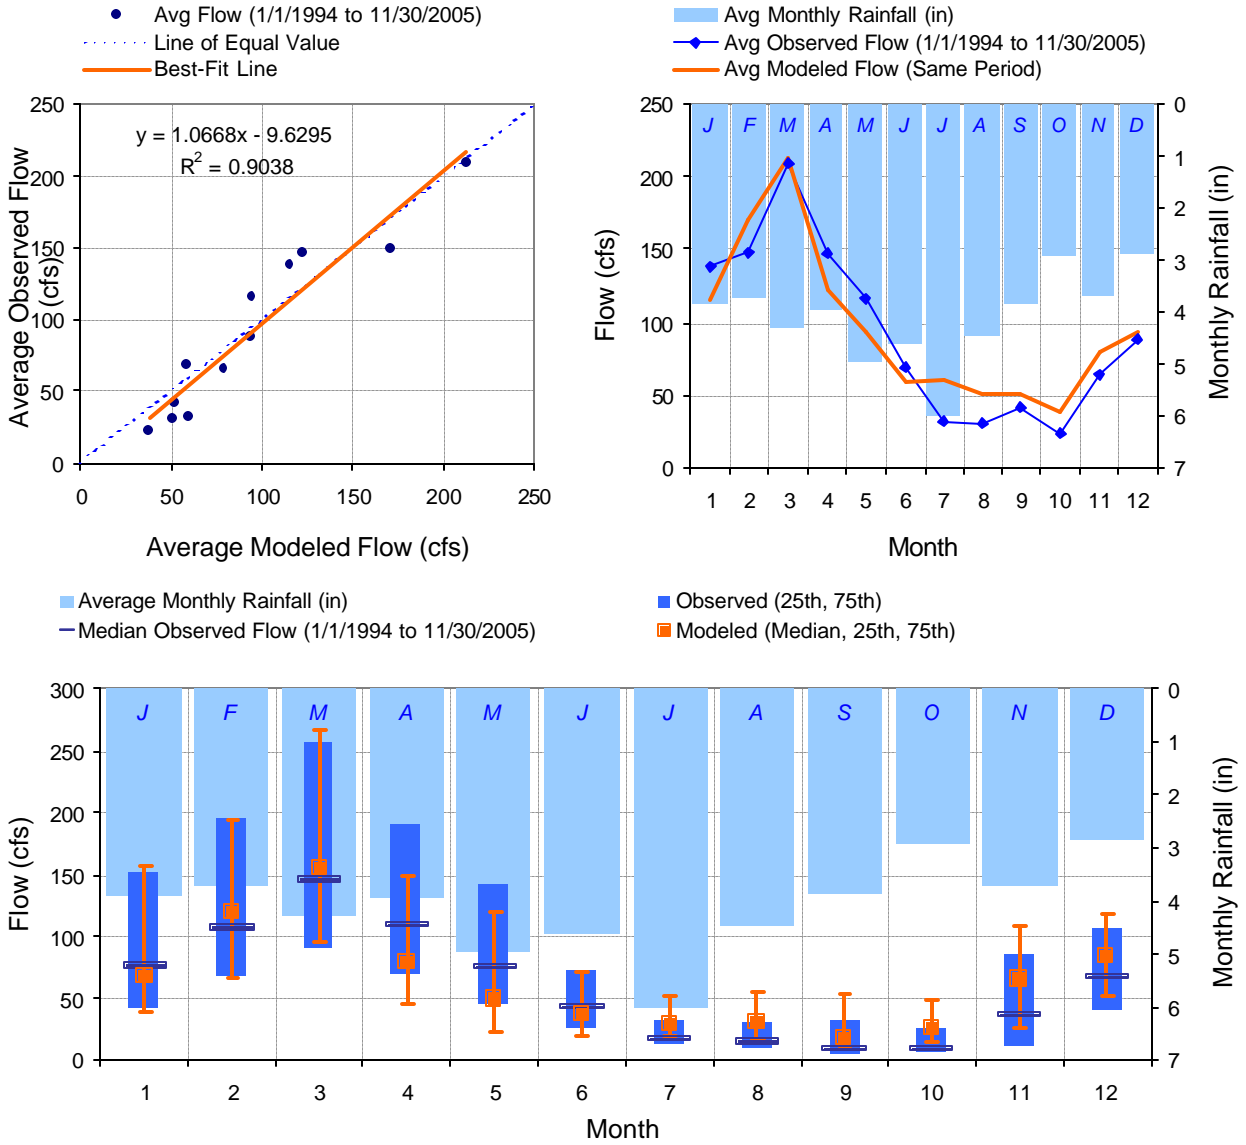 Avg Flow (1/1/1994 to 11/30/2005)
Line of Equal Value
Best-Fit Line
y = 1.0668x - 9.6295
R² = 0.9038
250
200
150
100
50
0
0 50 100 150 200 250
Average Observed Flow (cfs)
Average Modeled Flow (cfs)
Avg Monthly Rainfall (in)
Avg Observed Flow (1/1/1994 to 11/30/2005)
Avg Modeled Flow (Same Period)
J F M A M J J A S O N D
250
200
150
100
50
0
Flow (cfs)
0
1
2
3
4
5
6
7
Monthly Rainfall (in)
1 2 3 4 5 6 7 8 9 10 11 12
Month
Average Monthly Rainfall (in)
Median Observed Flow (1/1/1994 to 11/30/2005)
Observed (25th, 75th)
Modeled (Median, 25th, 75th)
J F M A M J J A S O N D
300
250
200
150
100
50
0
Flow (cfs)
0
1
2
3
4
5
6
7
Monthly Rainfall (in)
1 2 3 4 5 6 7 8 9 10 11 12
Month